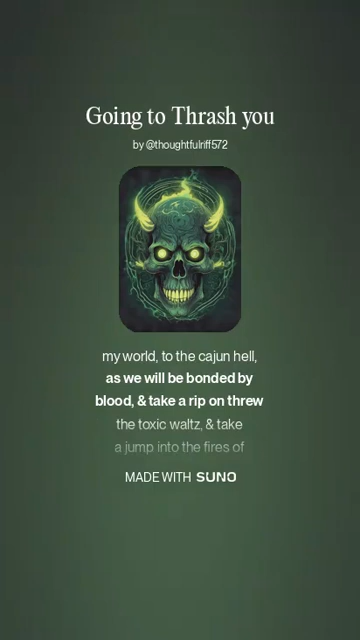 Going to Thrash you
by @thoughtfulriff572
my world, to the cajun hell,
as we will be bonded by
blood, & take a rip on threw
the toxic waltz, & take
a jump into the fires of
MADE WITH SUNO